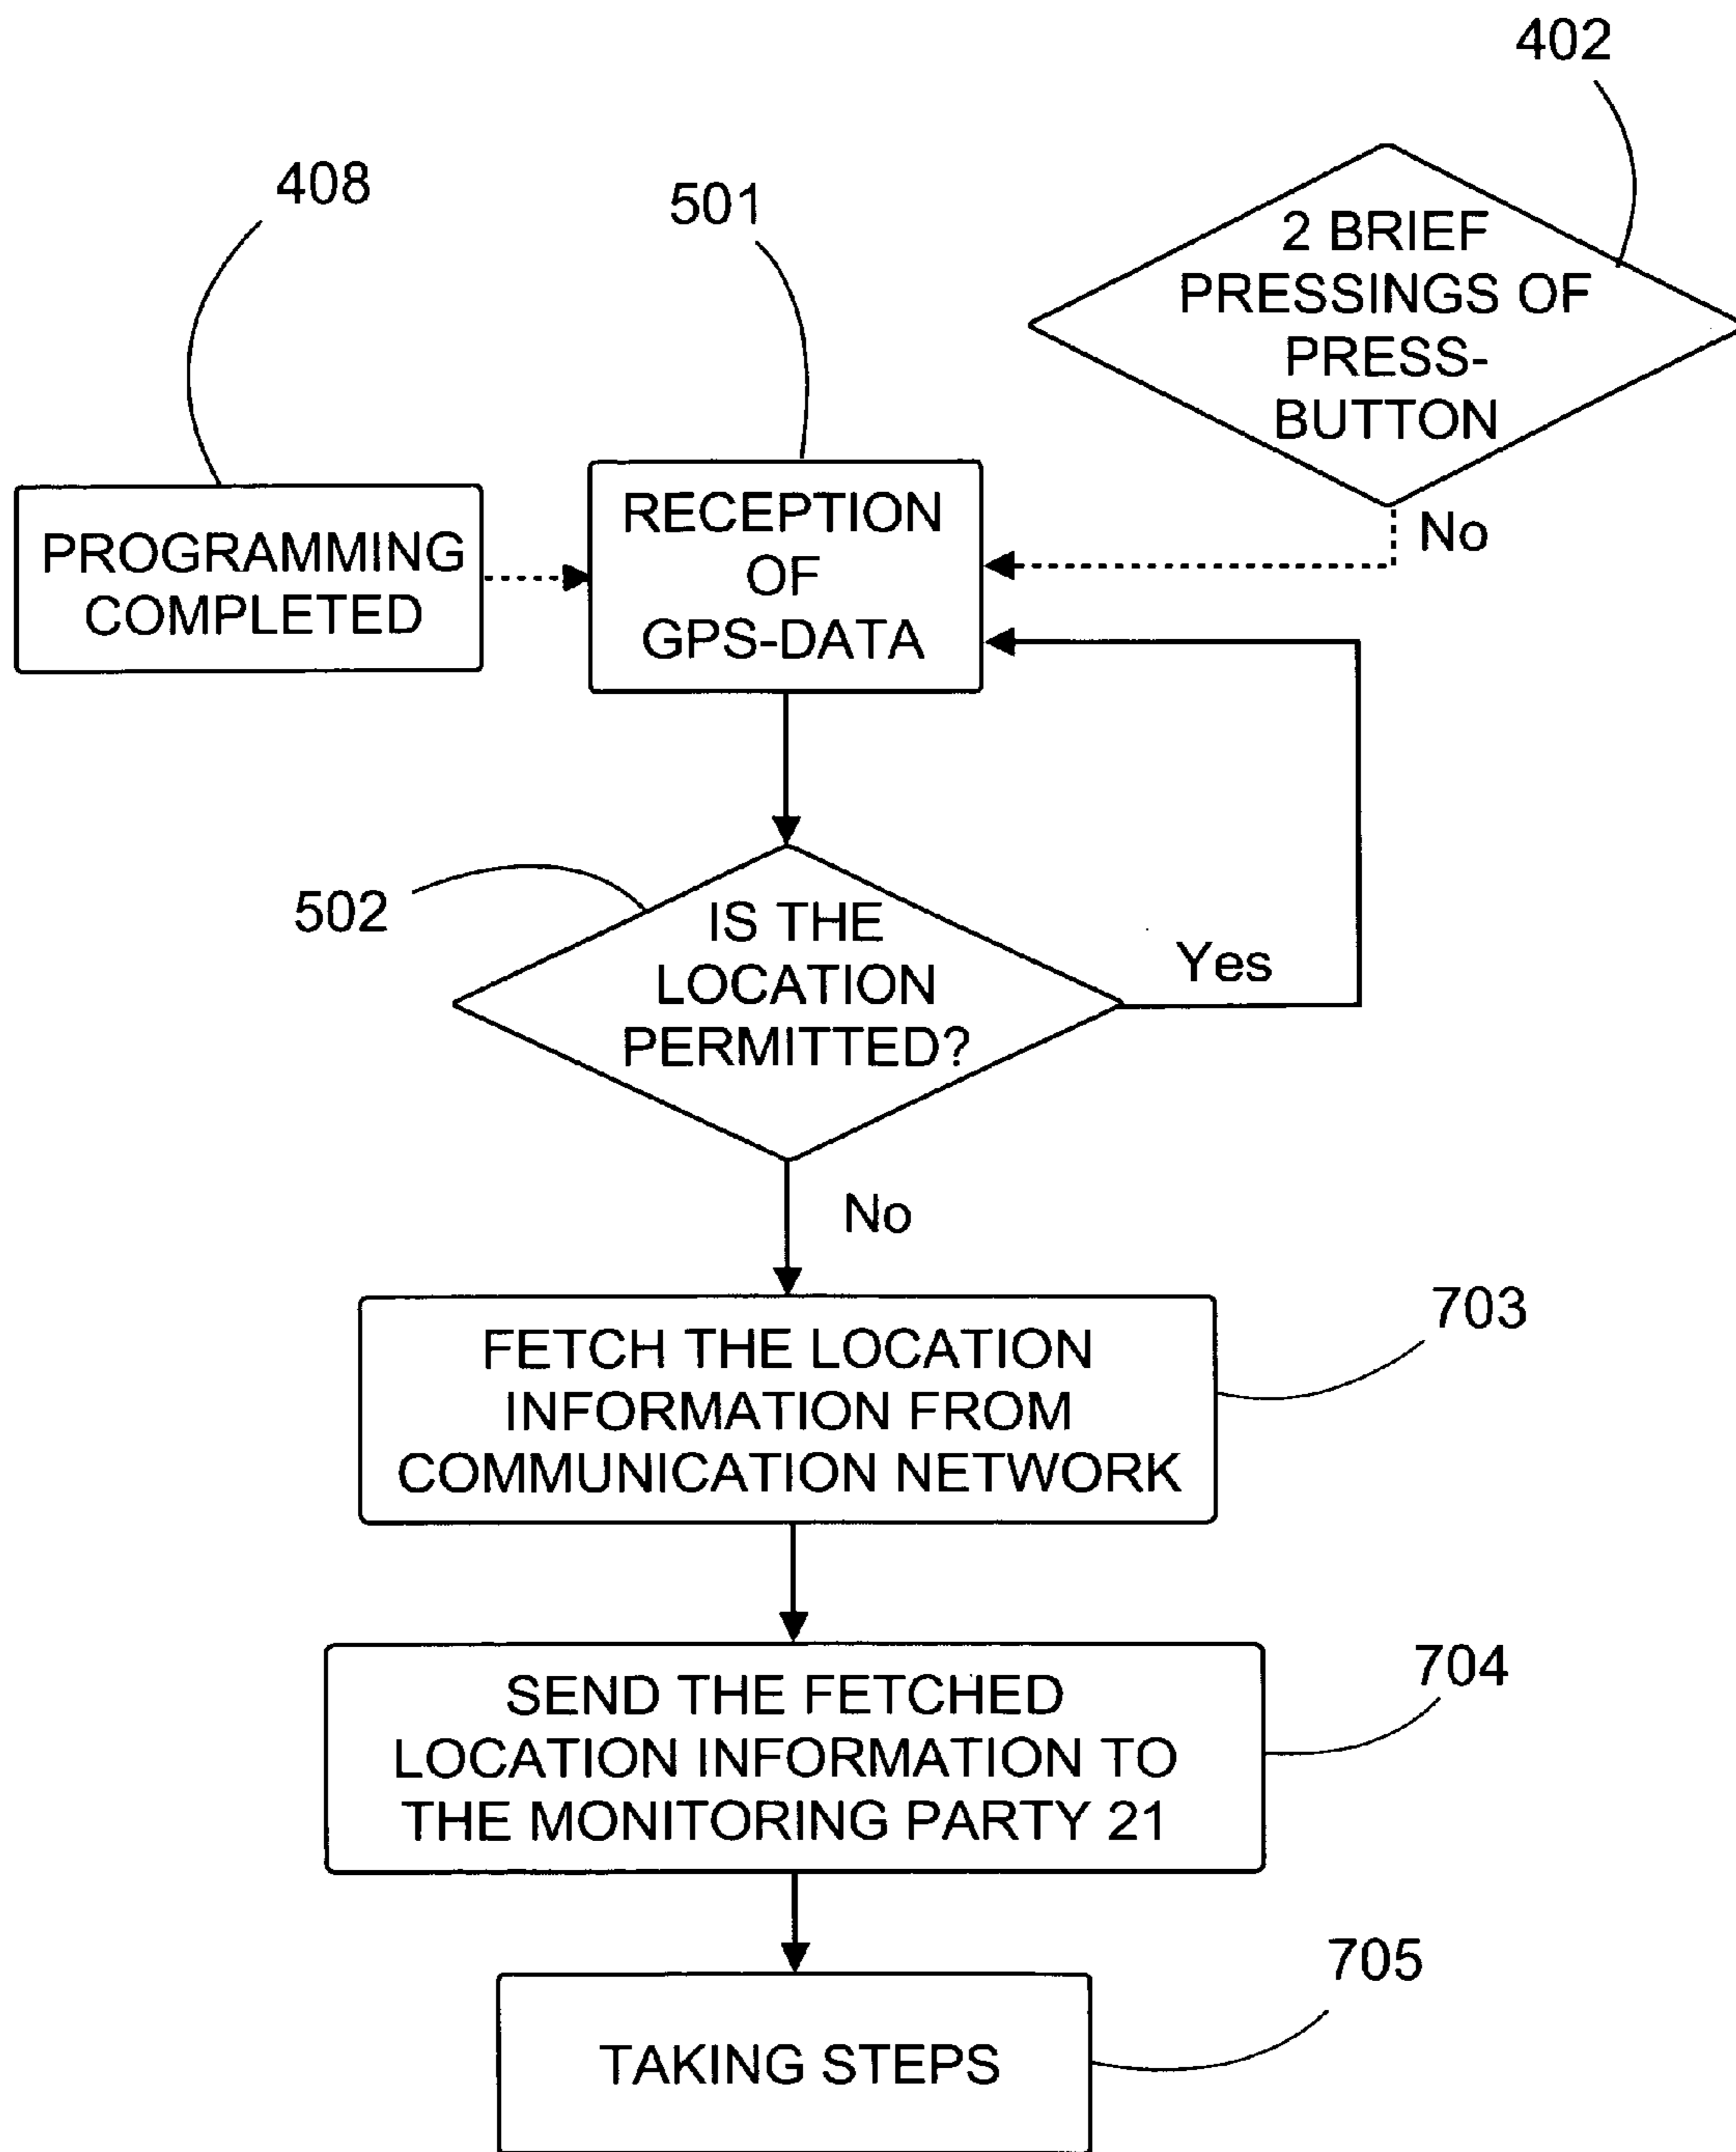 402
408
501
2 BRIEF
PRESSINGS OF
PRESS-
BUTTON
No
PROGRAMMING
COMPLETED
RECEPTION
OF
GPS-DATA
502
IS THE
LOCATION
PERMITTED?
Yes
No
703
FETCH THE LOCATION
INFORMATION FROM
COMMUNICATION NETWORK
704
SEND THE FETCHED
LOCATION INFORMATION TO
THE MONITORING PARTY 21
705
TAKING STEPS